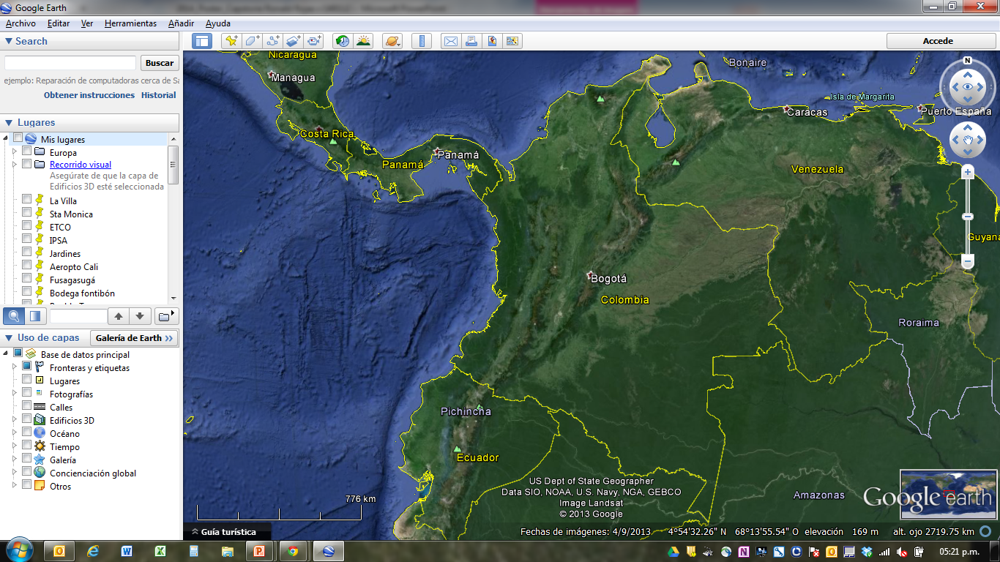 Google Earth
Archivo Editar Ver Herramientas Añadir Ayuda
Search
Buscar
ejemplo: Reparación de computadoras cerca de Sa
Obtener instrucciones Historial
Lugares
Mis lugares
Europa
Recorrido visual
Asegúrate de que la capa de
Edificios 3D esté seleccionada
La Villa
Sta Monica
ETCO
IPSA
Jardines
Aeropto Cali
Fusagasugá
Bodega fontibón
Uso de capas
Galería de Earth
Base de datos principal
Fronteras y etiquetas
Lugares
Fotografías
Calles
Edificios 3D
Océano
Tiempo
Galería
Concienciación global
Otros
Accede
N
Nicaragua
Managua
Bonaire
Isla de Margarita
Caracas
Puerto España
Costa Rica
Panamá
Panamá
Venezuela
Guyana
Bogotá
Colombia
Roraima
Pichincha
Ecuador
Amazonas
US Dept of State Geographer
Data SIO, NOAA, U.S. Navy, NGA, GEBCO
Image Landsat
© 2013 Google
776 km
Google earth
Guía turística
Fechas de imágenes: 4/9/2013 4°54'32.26" N 68°13'55.54" O elevación 169 m alt. ojo 2719.75 km
05:21 p.m.